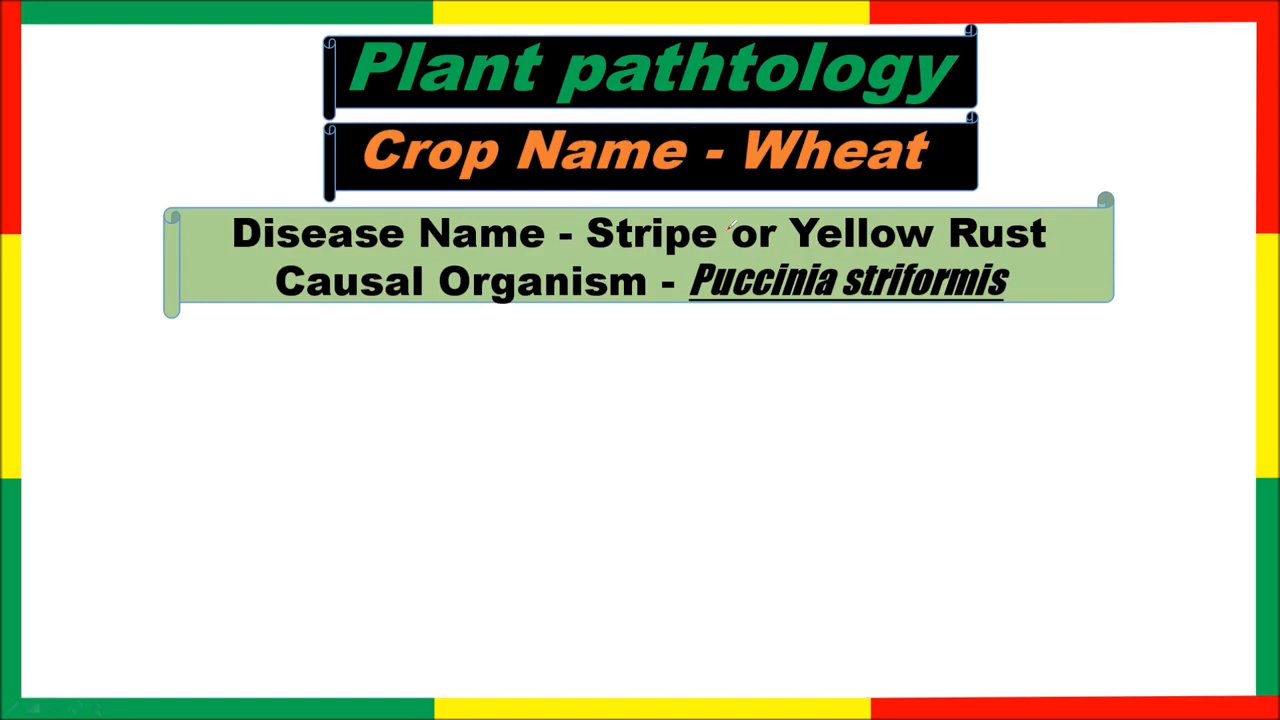 Plant pathtology
Crop Name - Wheat
Disease Name - Stripe or Yellow Rust
Causal Organism - Puccinia striformis